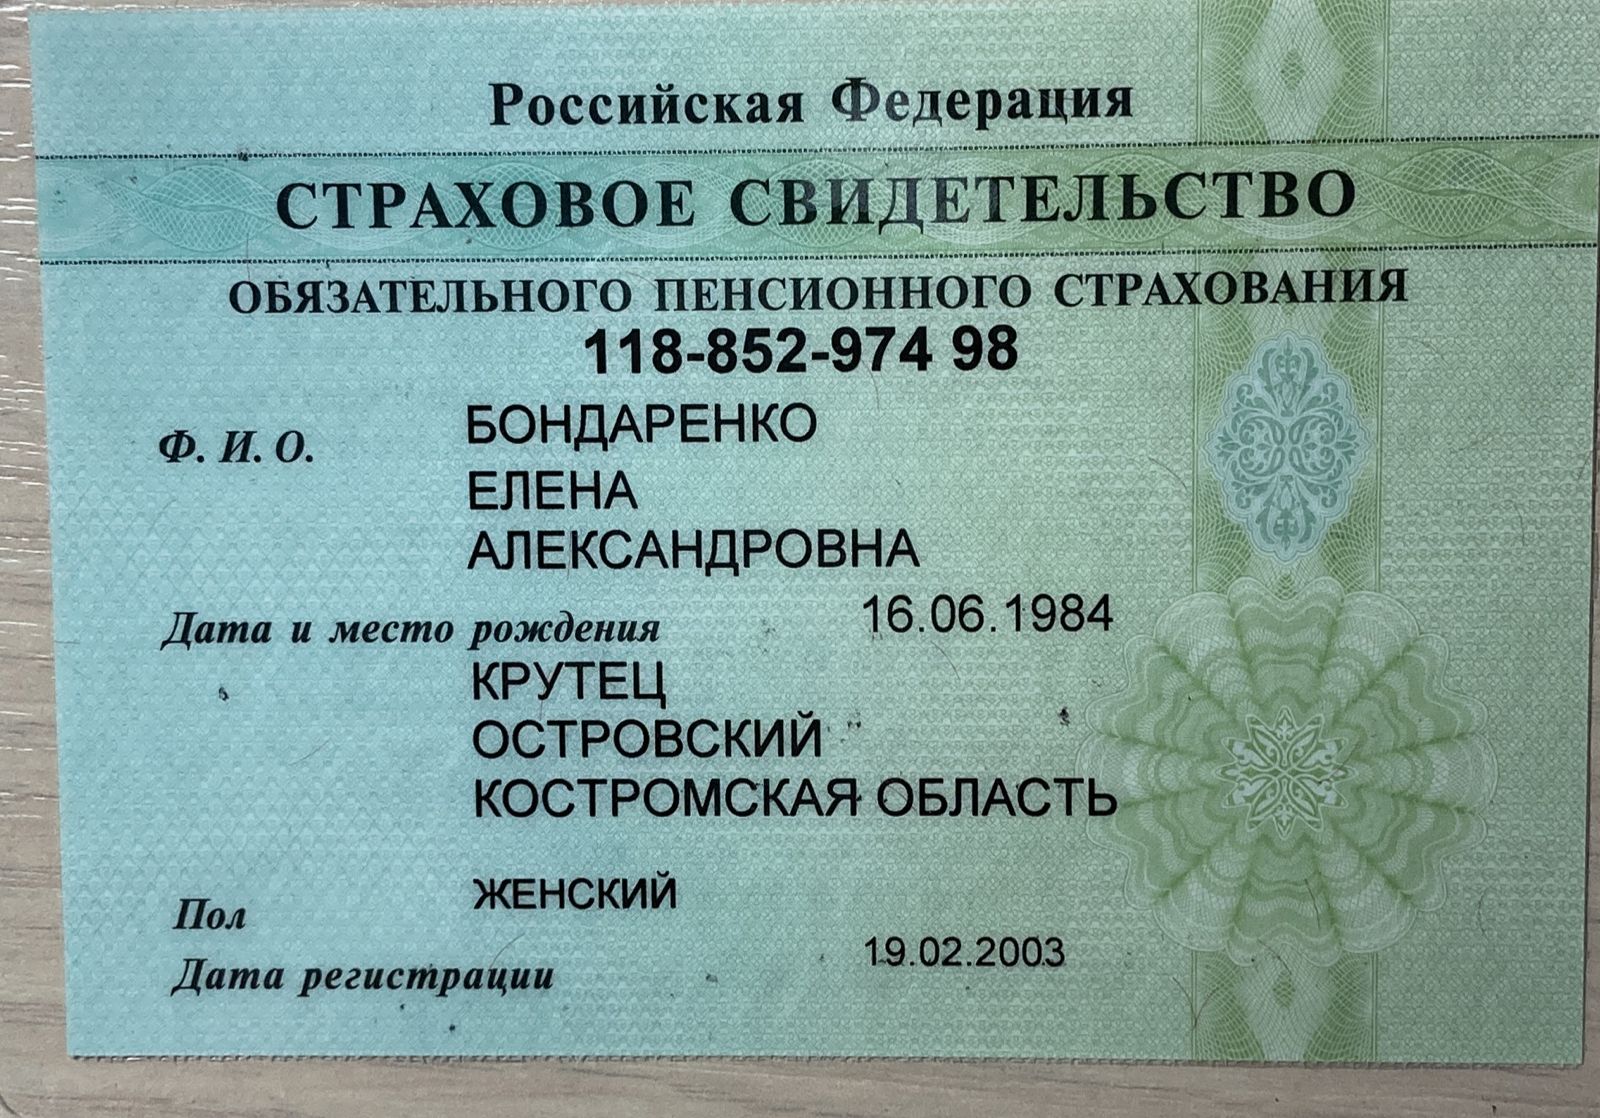 Российская Федерация
СТРАХОВОЕ СВИДЕТЕЛЬСТВО
ОБЯЗАТЕЛЬНОГО ПЕНСИОННОГО СТРАХОВАНИЯ
118-852-974 98
Ф. И. О. БОНДАРЕНКО
ЕЛЕНА
АЛЕКСАНДРОВНА
Дата и место рождения 16.06.1984
КРУТЕЦ
ОСТРОВСКИЙ
КОСТРОМСКАЯ ОБЛАСТЬ
Пол ЖЕНСКИЙ
Дата регистрации 19.02.2003